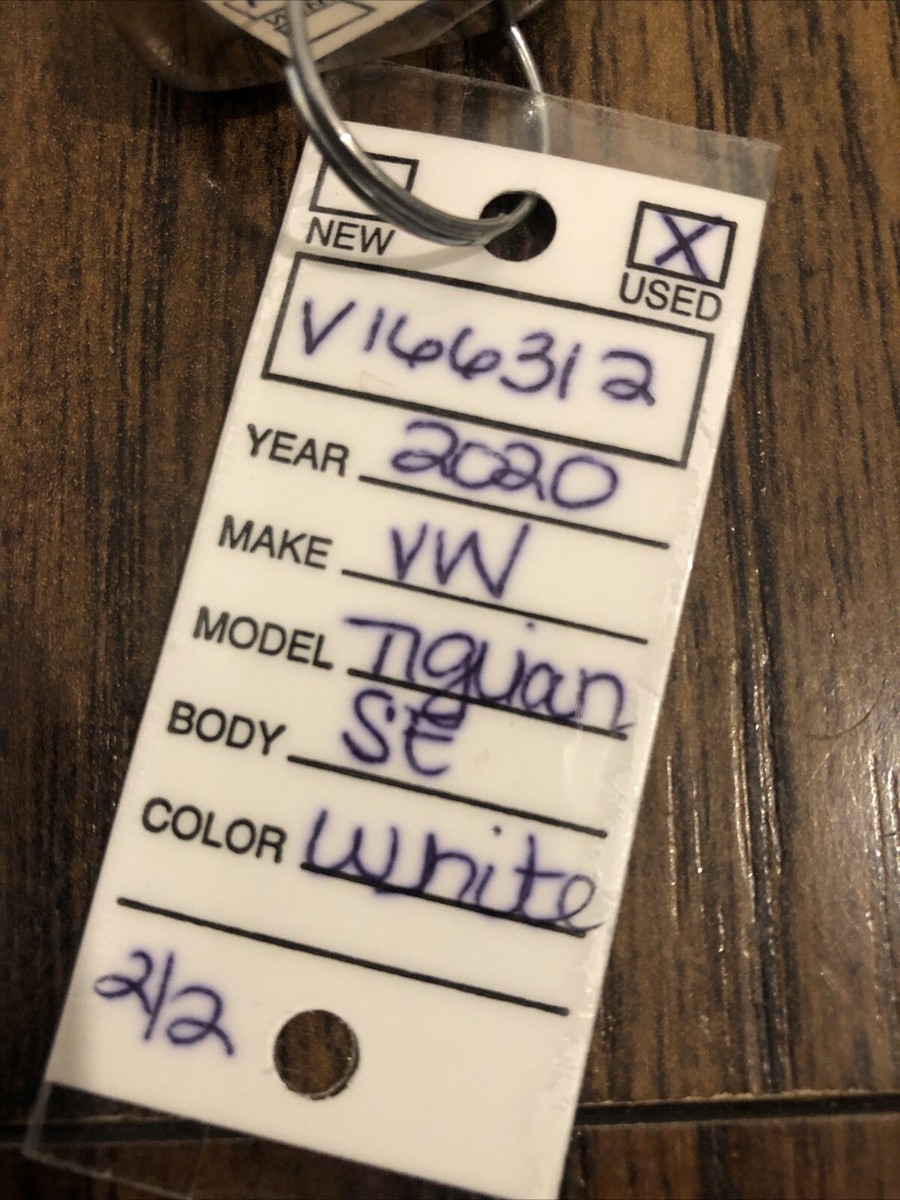 NEW
X
USED
V166312
YEAR 2020
MAKE VW
MODEL Tiguan
BODY SE
COLOR White
2/2